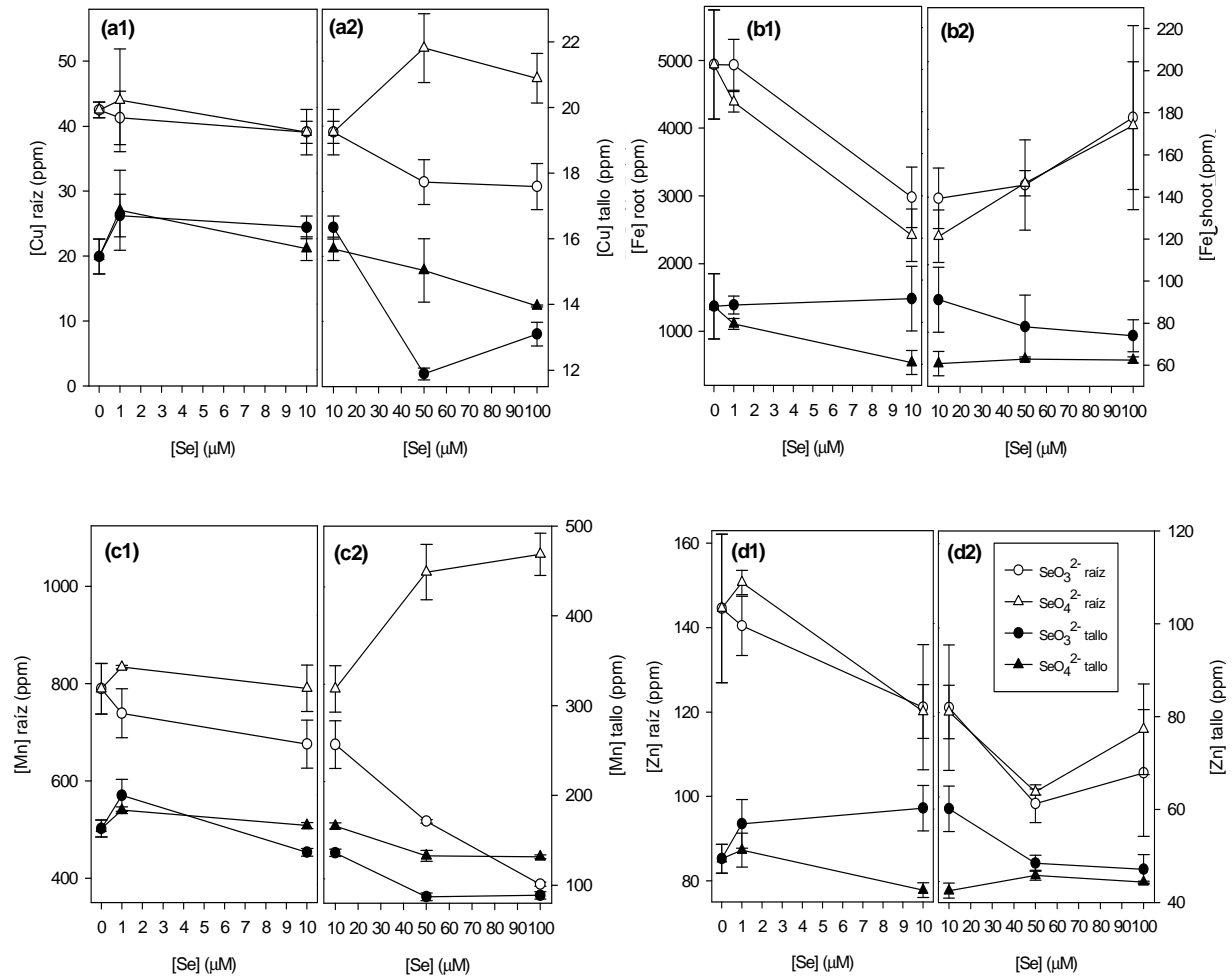 (a1)
(a2)
[Cu] raíz (ppm)
0
10
20
30
40
50
[Cu] tallo (ppm)
12
14
16
18
20
22
0 1 2 3 4 5 6 7 8 9 10
10 20 30 40 50 60 70 80 90 100
[Se] (µM)
[Se] (µM)
(b1)
(b2)
[Fe] root (ppm)
1000
2000
3000
4000
5000
[Fe]_shoot (ppm)
60
80
100
120
140
160
180
200
220
0 1 2 3 4 5 6 7 8 9 10
10 20 30 40 50 60 70 80 90 100
[Se] (µM)
[Se] (µM)
(c1)
(c2)
[Mn] raíz (ppm)
400
600
800
1000
[Mn] tallo (ppm)
100
200
300
400
500
0 1 2 3 4 5 6 7 8 9 10
10 20 30 40 50 60 70 80 90 100
[Se] (µM)
[Se] (µM)
(d1)
(d2)
[Zn] raíz (ppm)
80
100
120
140
160
[Zn] tallo (ppm)
40
60
80
100
120
SeO₃²⁻ raíz
SeO₄²⁻ raíz
SeO₃²⁻ tallo
SeO₄²⁻ tallo
0 1 2 3 4 5 6 7 8 9 10
10 20 30 40 50 60 70 80 90 100
[Se] (µM)
[Se] (µM)